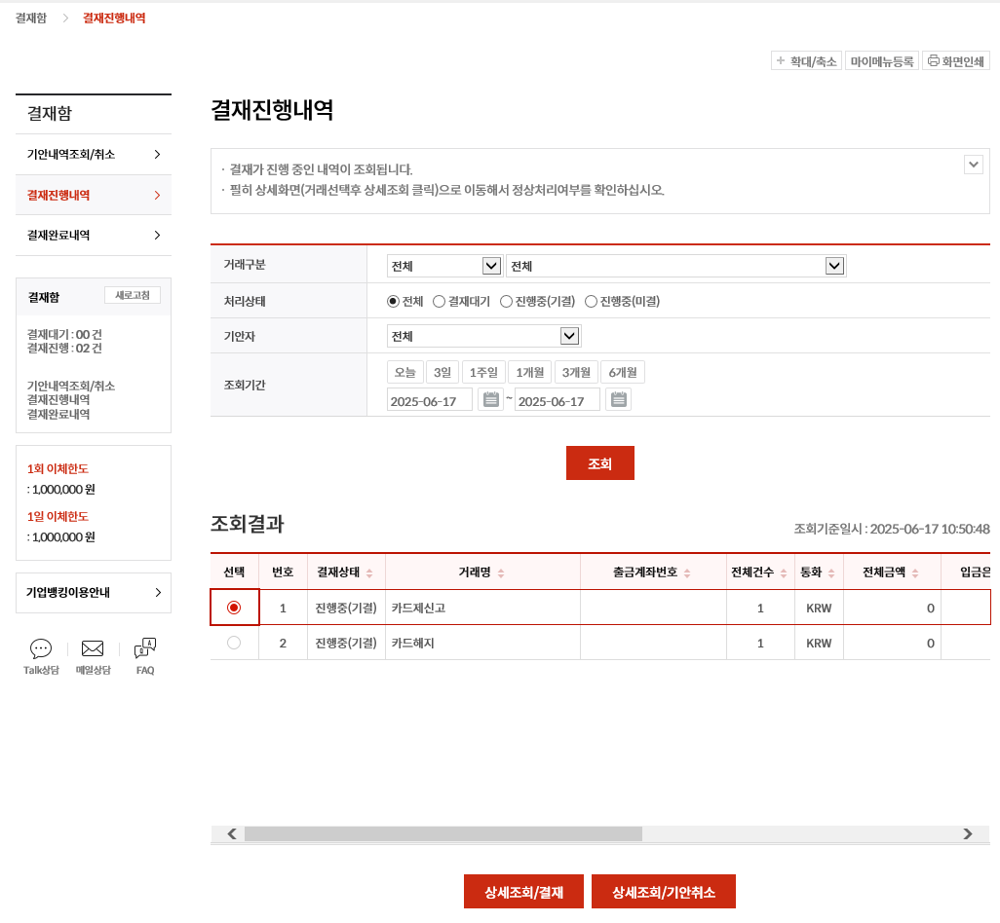 결재함 > 결재진행내역
+ 확대/축소 마이메뉴등록 화면인쇄
결재함
기안내역조회/취소
결재진행내역
결재완료내역
결재함 새로고침
결재대기 : 00 건
결재진행 : 02 건
기안내역조회/취소
결재진행내역
결재완료내역
1회 이체한도
: 1,000,000 원
1일 이체한도
: 1,000,000 원
기업뱅킹이용안내
Talk상담 메일상담 FAQ
결재진행내역
· 결재가 진행 중인 내역이 조회됩니다.
· 필히 상세화면(거래선택후 상세조회 클릭)으로 이동해서 정상처리여부를 확인하십시오.
거래구분 전체 전체
처리상태 전체 결재대기 진행중(기결) 진행중(미결)
기안자 전체
조회기간 오늘 3일 1주일 1개월 3개월 6개월
2025-06-17 ~ 2025-06-17
조회
조회결과 조회기준일시 : 2025-06-17 10:50:48
선택 번호 결재상태 거래명 출금계좌번호 전체건수 통화 전체금액 입금은
1 진행중(기결) 카드제신고 1 KRW 0
2 진행중(기결) 카드해지 1 KRW 0
상세조회/결재 상세조회/기안취소